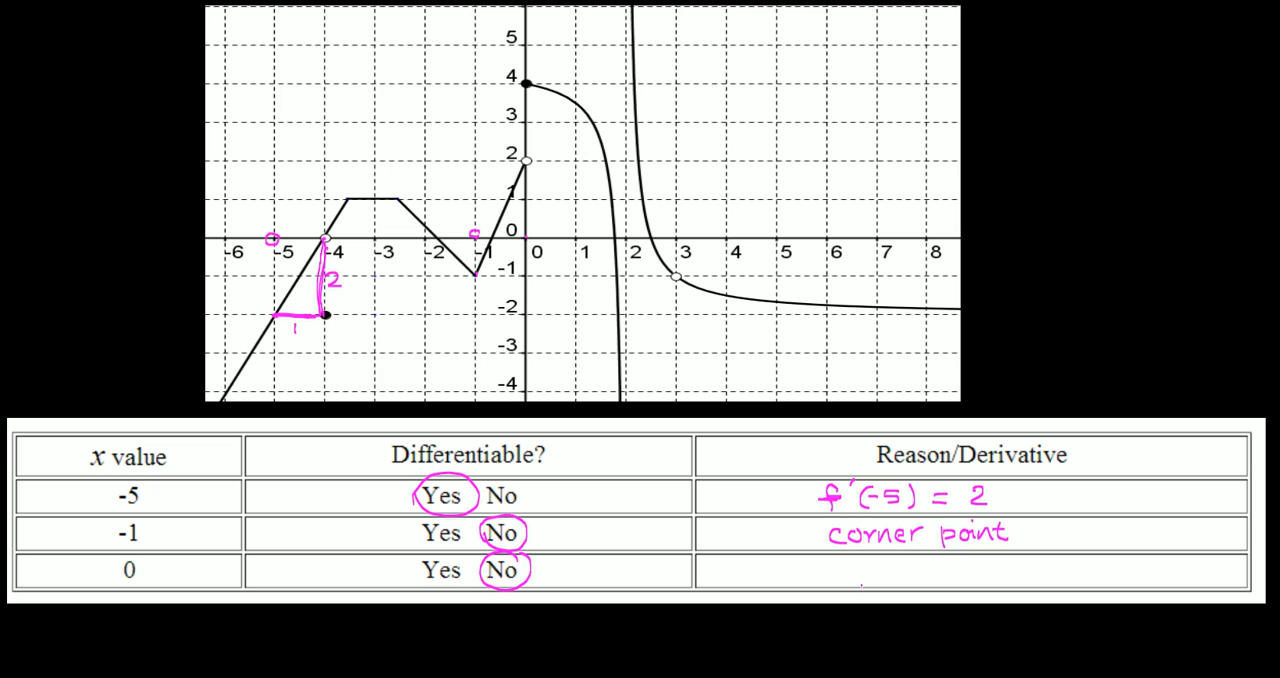 5
4
3
2
1
0
-6 -5 -4 -3 -2 -1 0 1 2 3 4 5 6 7 8
-1
2
-2
1
-3
-4
x value Differentiable? Reason/Derivative
-5 Yes No f'(-5) = 2
-1 Yes No corner point
0 Yes No